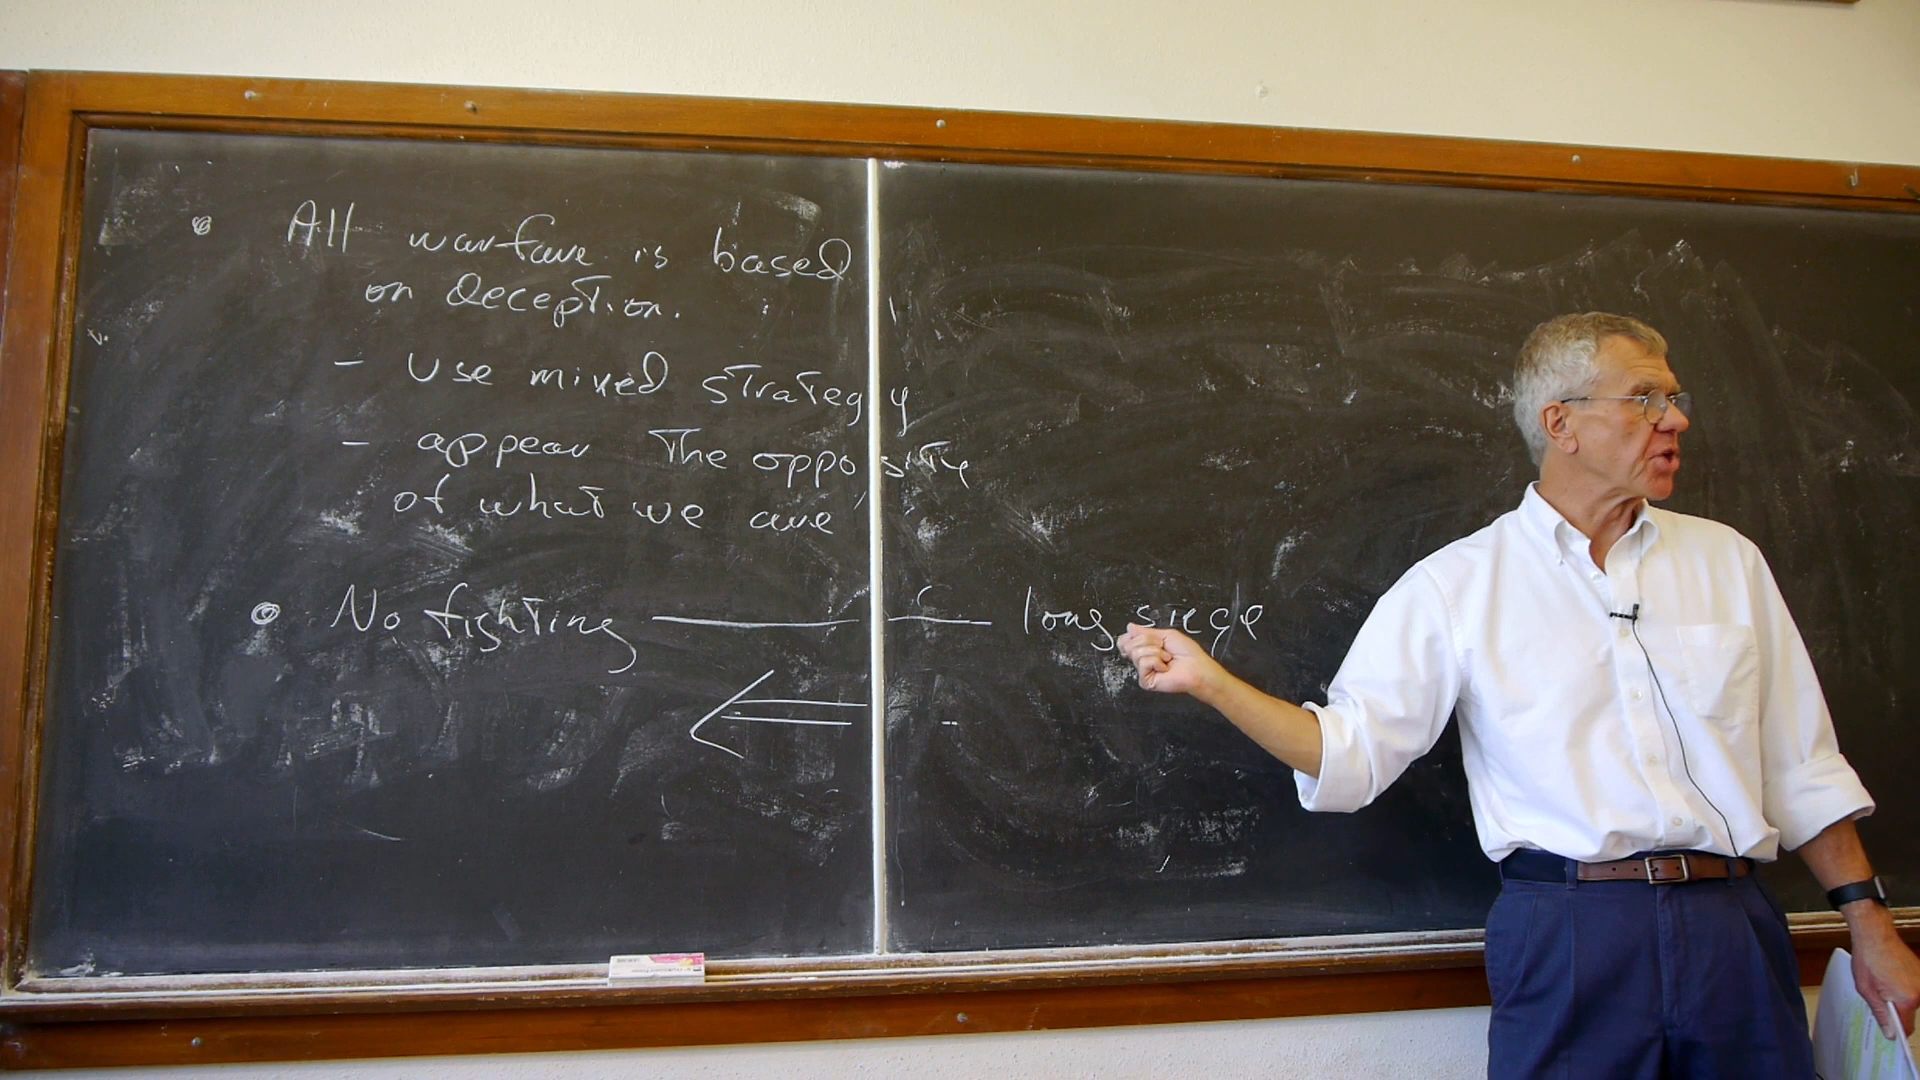 • All warfare is based
on deception.
- Use mixed strategy
- appear the opposite
of what we are
• No fighting — long siege